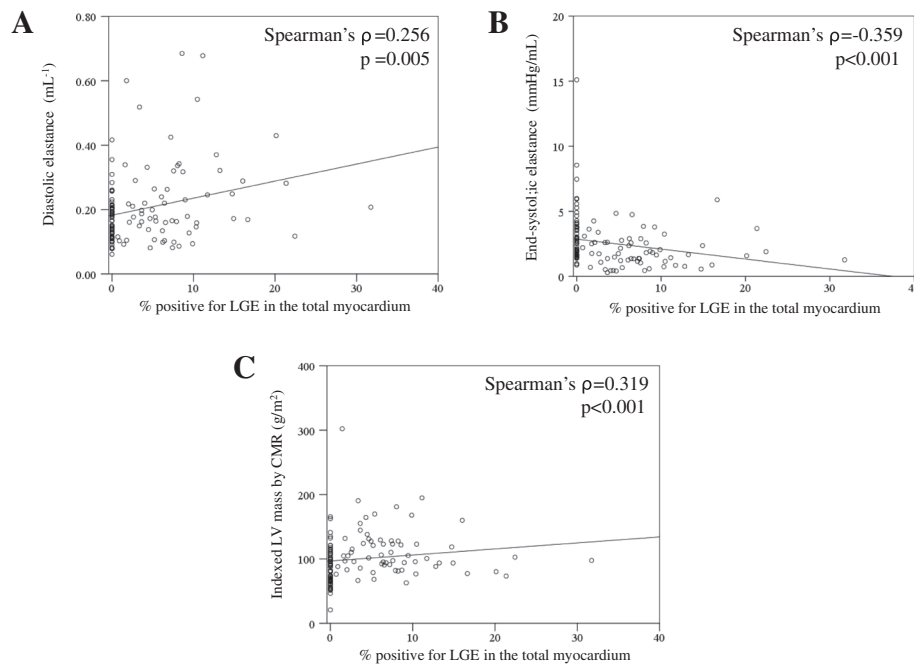 A
Spearman's ρ=0.256
p =0.005
0.80
0.60
0.40
0.20
0.00
Diastolic elastance (mL-1)
0
10
20
30
40
% positive for LGE in the total myocardium
B
Spearman's ρ=-0.359
p<0.001
20
15
10
5
0
End-systol:ic elastance (mmHg/mL)
0
10
20
30
40
% positive for LGE in the total myocardium
C
Spearman's ρ=0.319
p<0.001
400
300
200
100
0
Indexed LV mass by CMR (g/m²)
0
10
20
30
40
% positive for LGE in the total myocardium